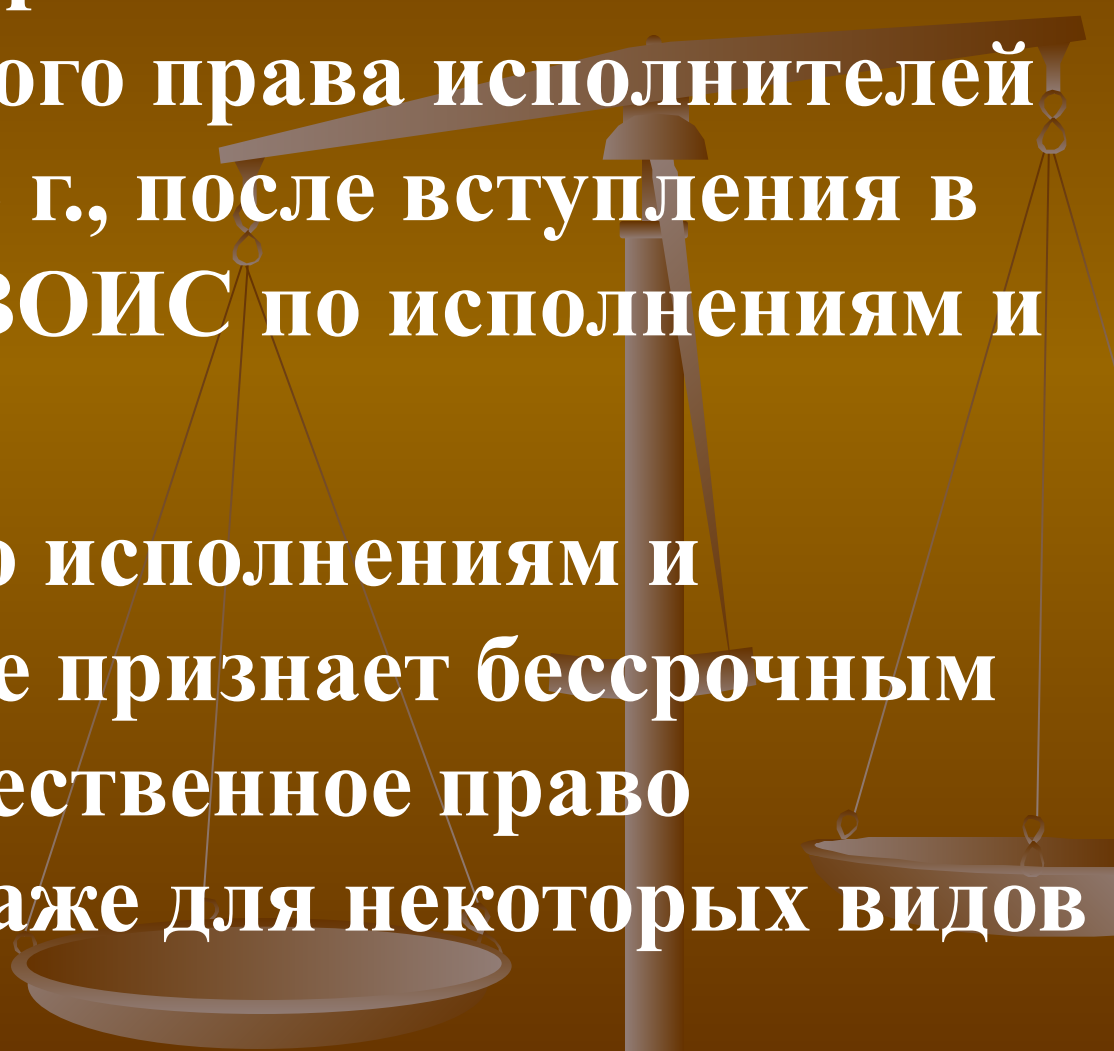 ого права исполнителей
г., после вступления в
ВОИС по исполнениям и
о исполнениям и
е признает бессрочным
ественное право
аже для некоторых видов